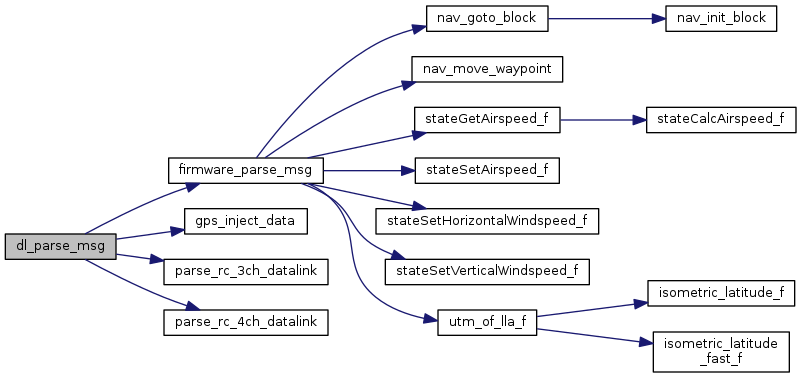 dl_parse_msg
firmware_parse_msg
gps_inject_data
parse_rc_3ch_datalink
parse_rc_4ch_datalink
nav_goto_block
nav_move_waypoint
stateGetAirspeed_f
stateSetAirspeed_f
stateSetHorizontalWindspeed_f
stateSetVerticalWindspeed_f
utm_of_lla_f
nav_init_block
stateCalcAirspeed_f
isometric_latitude_f
isometric_latitude
_fast_f